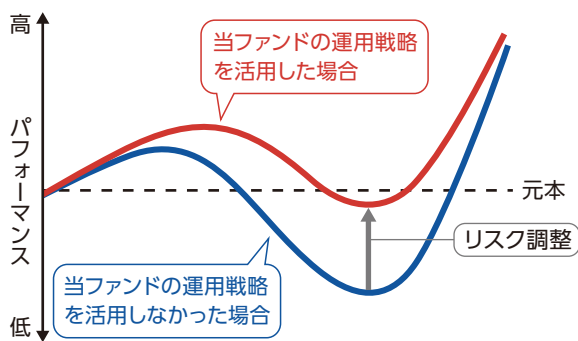 高
パフォーマンス
低
当ファンドの運用戦略
を活用した場合
元本
リスク調整
当ファンドの運用戦略
を活用しなかった場合